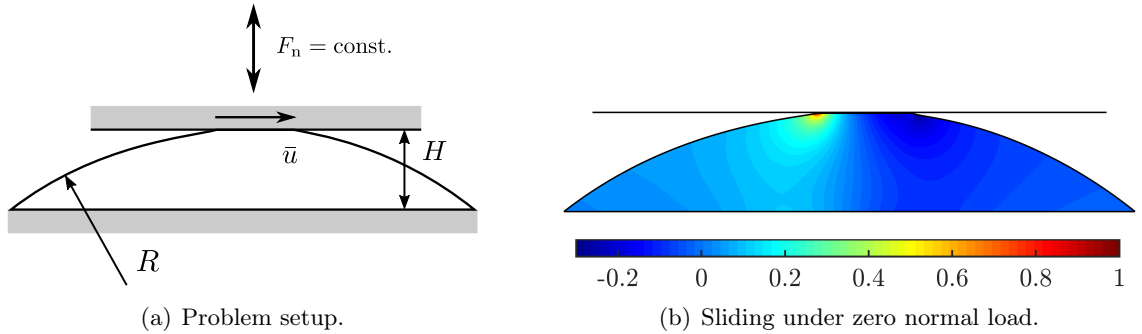 Fₙ = const.
ū
H
R
-0.2 0 0.2 0.4 0.6 0.8 1
(a) Problem setup.
(b) Sliding under zero normal load.